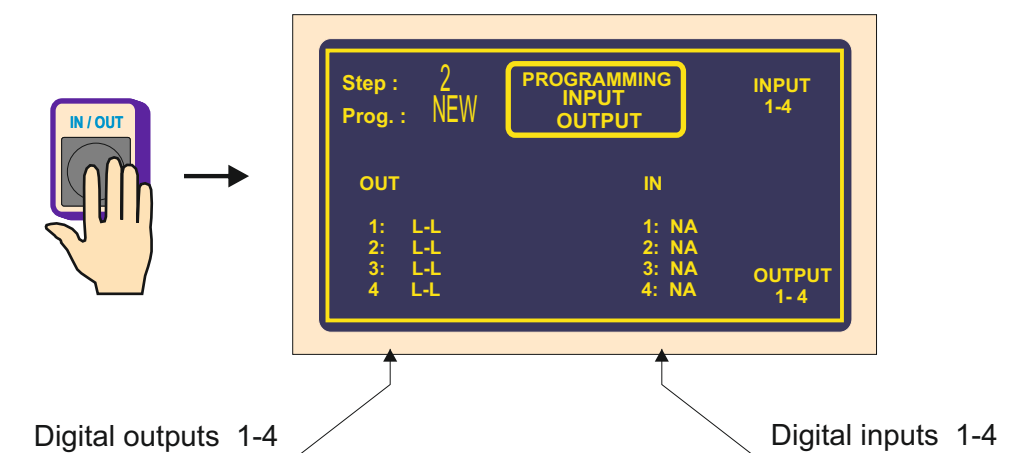 IN / OUT
Step : 2
Prog. : NEW
PROGRAMMING
INPUT
OUTPUT
INPUT
1-4
OUT
1: L-L
2: L-L
3: L-L
4 L-L
IN
1: NA
2: NA
3: NA
4: NA
OUTPUT
1- 4
Digital outputs 1-4
Digital inputs 1-4